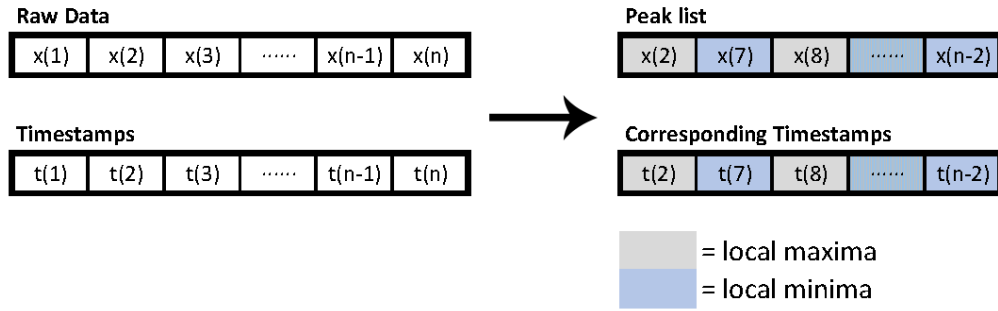 Raw Data
x(1) x(2) x(3) ...... x(n-1) x(n)
Timestamps
t(1) t(2) t(3) ...... t(n-1) t(n)
Peak list
x(2) x(7) x(8) ...... x(n-2)
Corresponding Timestamps
t(2) t(7) t(8) ...... t(n-2)
= local maxima
= local minima